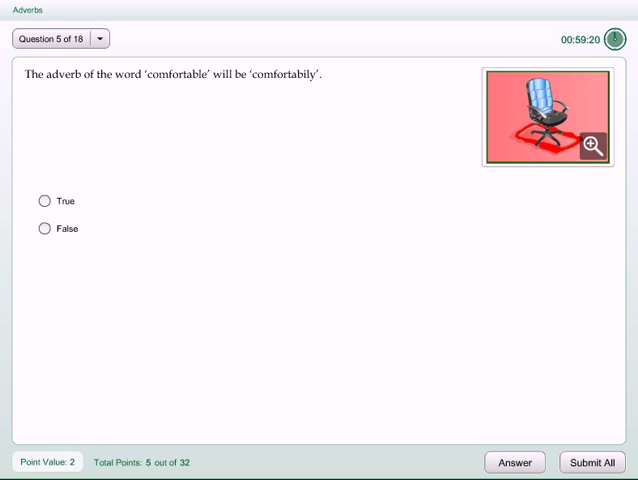 Adverbs
Question 5 of 18
00:59:20
The adverb of the word ‘comfortable’ will be ‘comfortabily’.
True
False
Point Value: 2
Total Points: 5 out of 32
Answer
Submit All